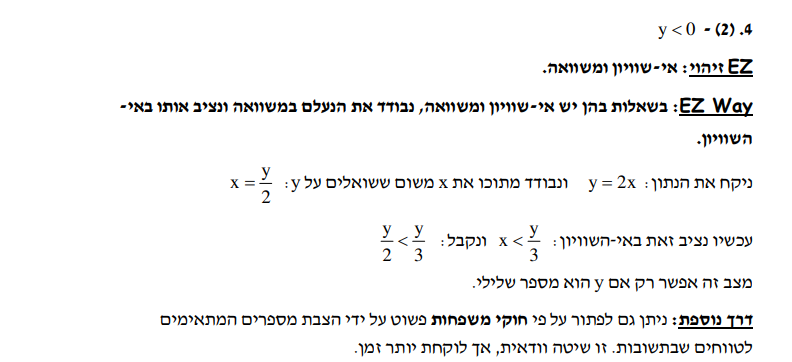 4. (2) - y < 0
EZ זיהוי: אי-שוויון ומשוואה.
EZ Way: בשאלות בהן יש אי-שוויון ומשוואה, נבודד את הנעלם במשוואה ונציב אותו באי-
השוויון.
ניקח את הנתון: y = 2x ונבודד מתוכו את x משום ששואלים על y: x = y/2
עכשיו נציב זאת באי-השוויון: x < y/3 ונקבל: y/2 < y/3
מצב זה אפשר רק אם y הוא מספר שלילי.
דרך נוספת: ניתן גם לפתור על פי חוקי משפחות פשוט על ידי הצבת מספרים המתאימים
לטווחים שבתשובות. זו שיטה וודאית, אך לוקחת יותר זמן.